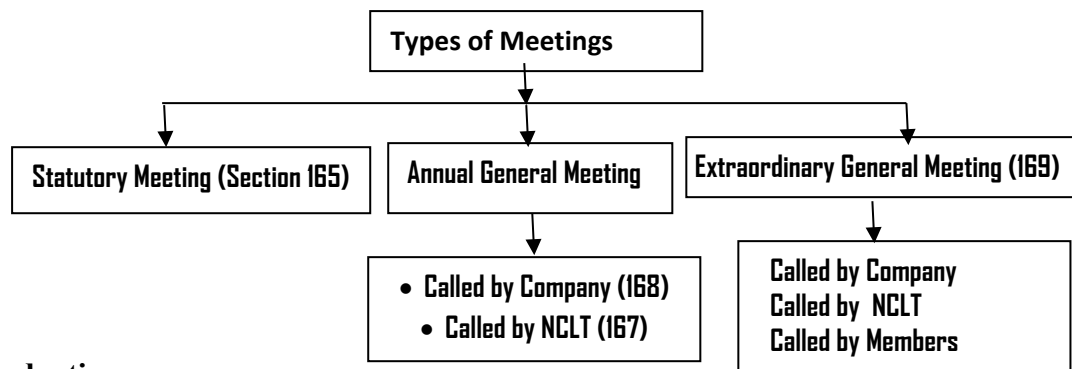 Types of Meetings
Statutory Meeting (Section 165)
Annual General Meeting
Extraordinary General Meeting (169)
• Called by Company (168)
• Called by NCLT (167)
Called by Company
Called by NCLT
Called by Members